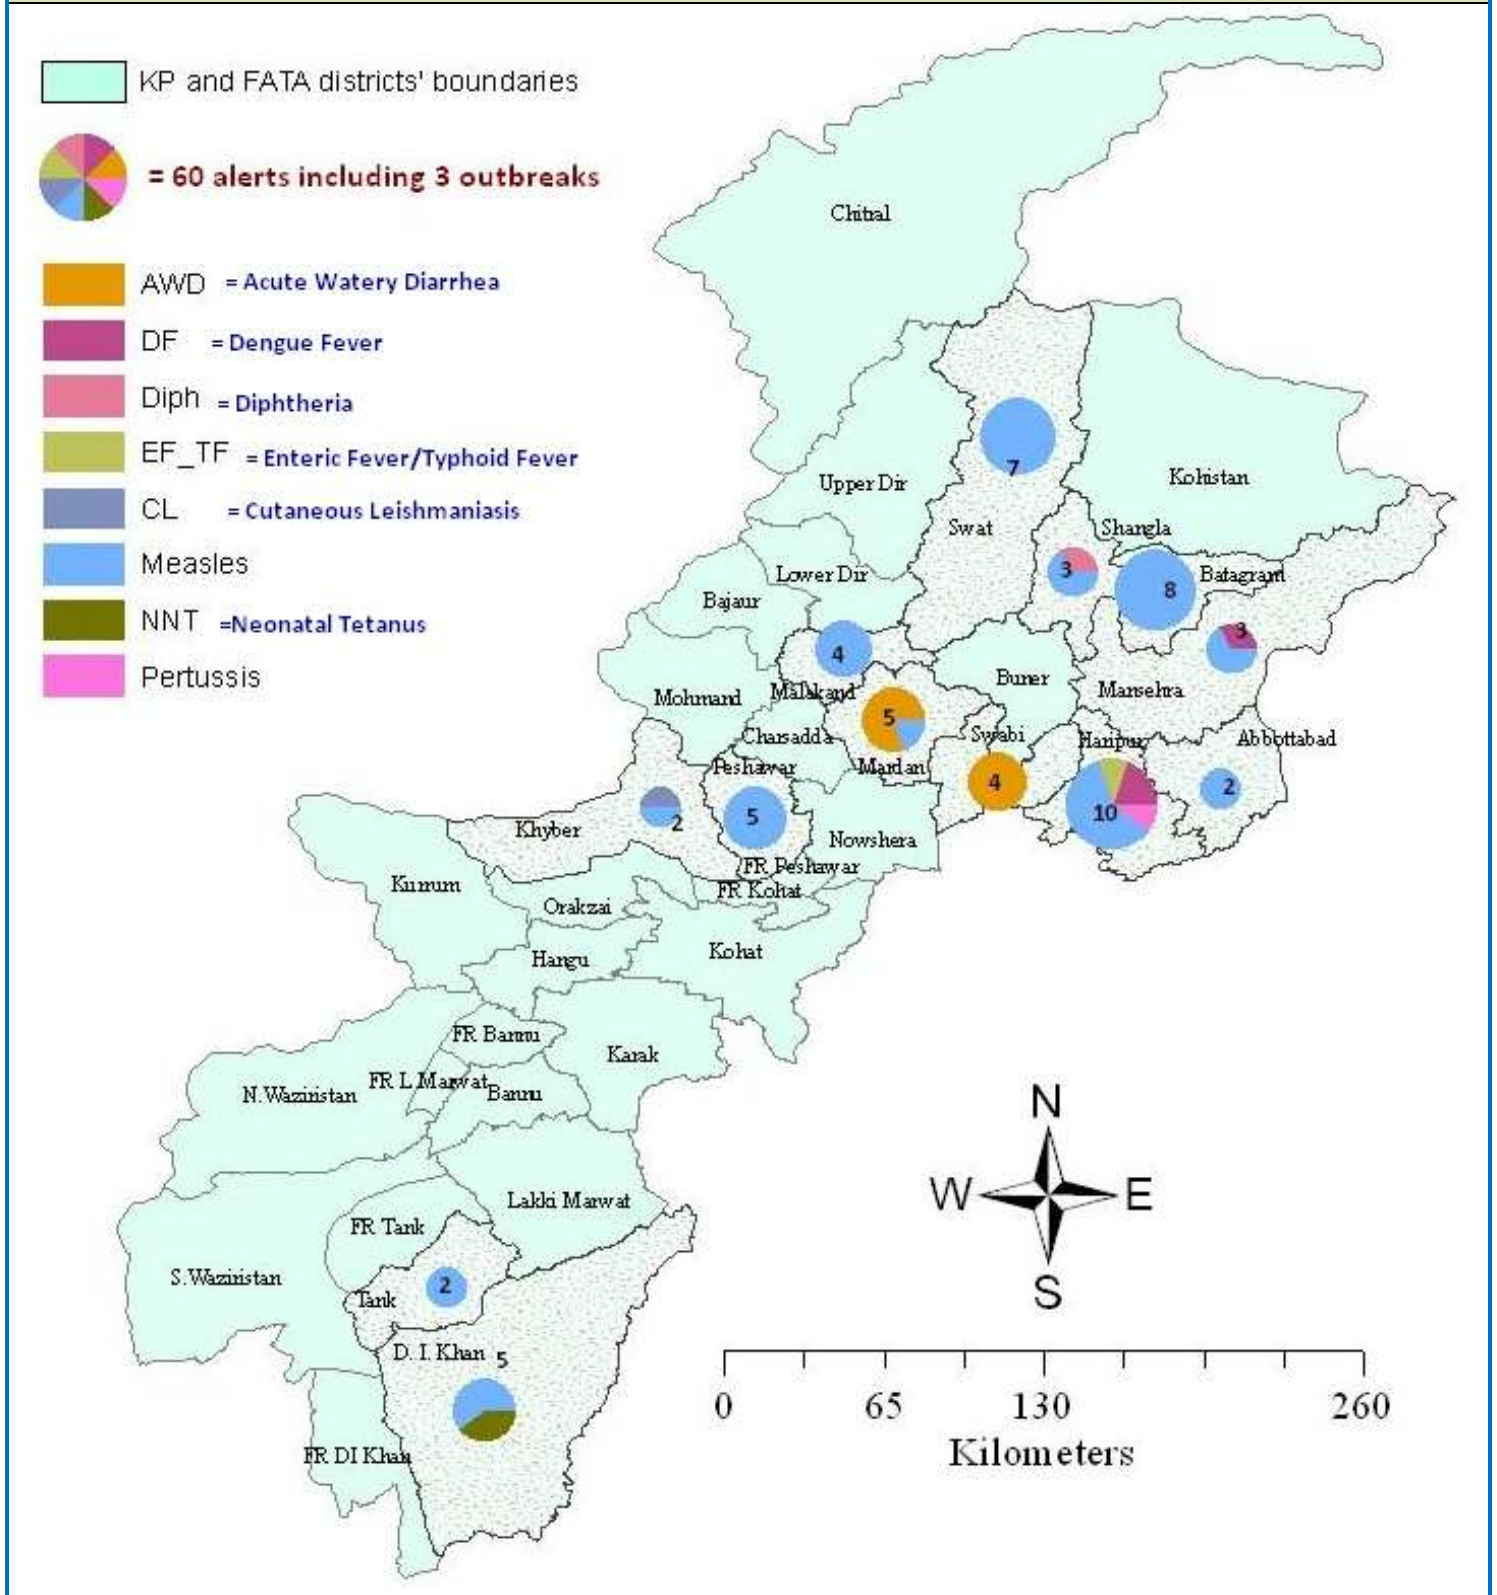 KP and FATA districts' boundaries
= 60 alerts including 3 outbreaks
AWD = Acute Watery Diarrhea
DF = Dengue Fever
Diph = Diphtheria
EF_TF = Enteric Fever/Typhoid Fever
CL = Cutaneous Leishmaniasis
Measles
NNT =Neonatal Tetanus
Pertussis
Chitral
7
Upper Dir
Kohistan
Swat
Shangla
3
Lower Dir
Batagram
8
Bajaur
3
4
Malakand
Buner
Mansehra
Mohmand
5
Charsadda
Swabi
Haripur
Abbottabad
Peshawar
Mardan
4
2
Khyber
2
5
10
Nowshera
FR Peshawar
Kurrum
FR Kohat
Orakzai
Hangu
Kohat
FR Bannu
Karak
FR L Marwat
N.Waziristan
Bannu
Lakki Marwat
FR Tank
S.Waziristan
2
Tank
D. I. Khan 5
FR DI Khan
N
W E
S
0 65 130 260
Kilometers